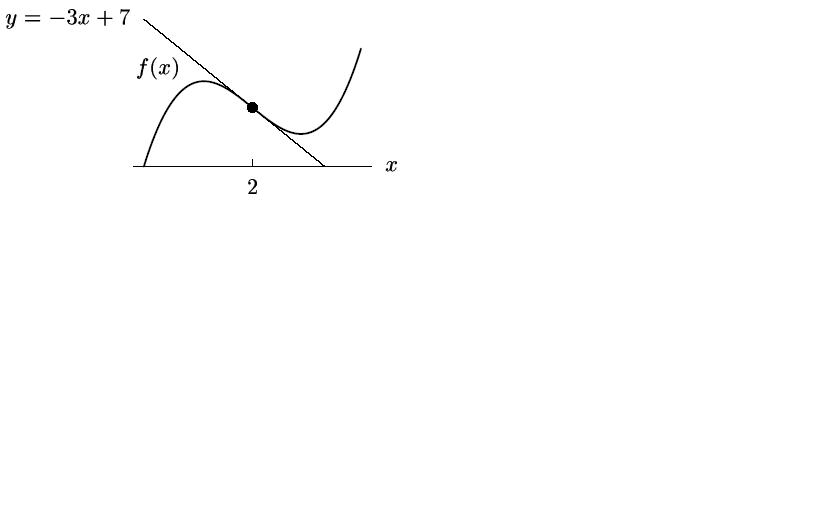 y = −3x + 7
f(x)
x
2